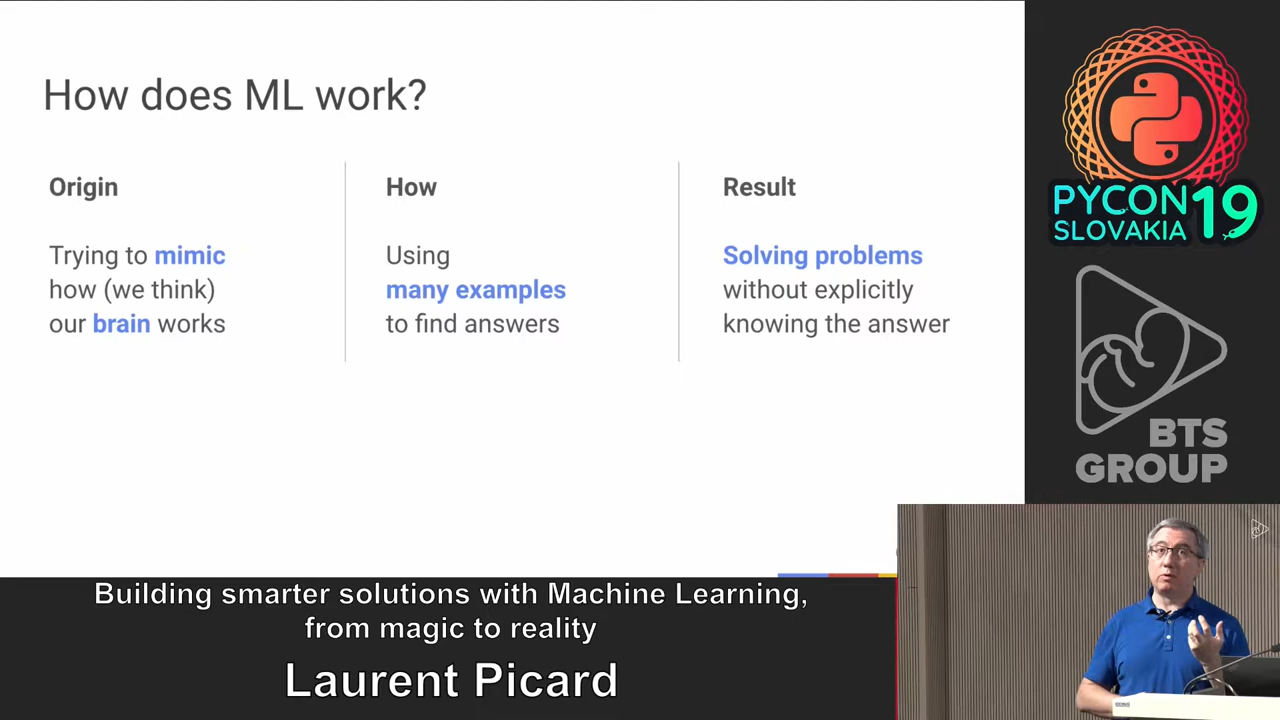 How does ML work?
Origin
Trying to mimic
how (we think)
our brain works
How
Using
many examples
to find answers
Result
Solving problems
without explicitly
knowing the answer
PYCON
SLOVAKIA
19
BTS
GROUP
Building smarter solutions with Machine Learning,
from magic to reality
Laurent Picard